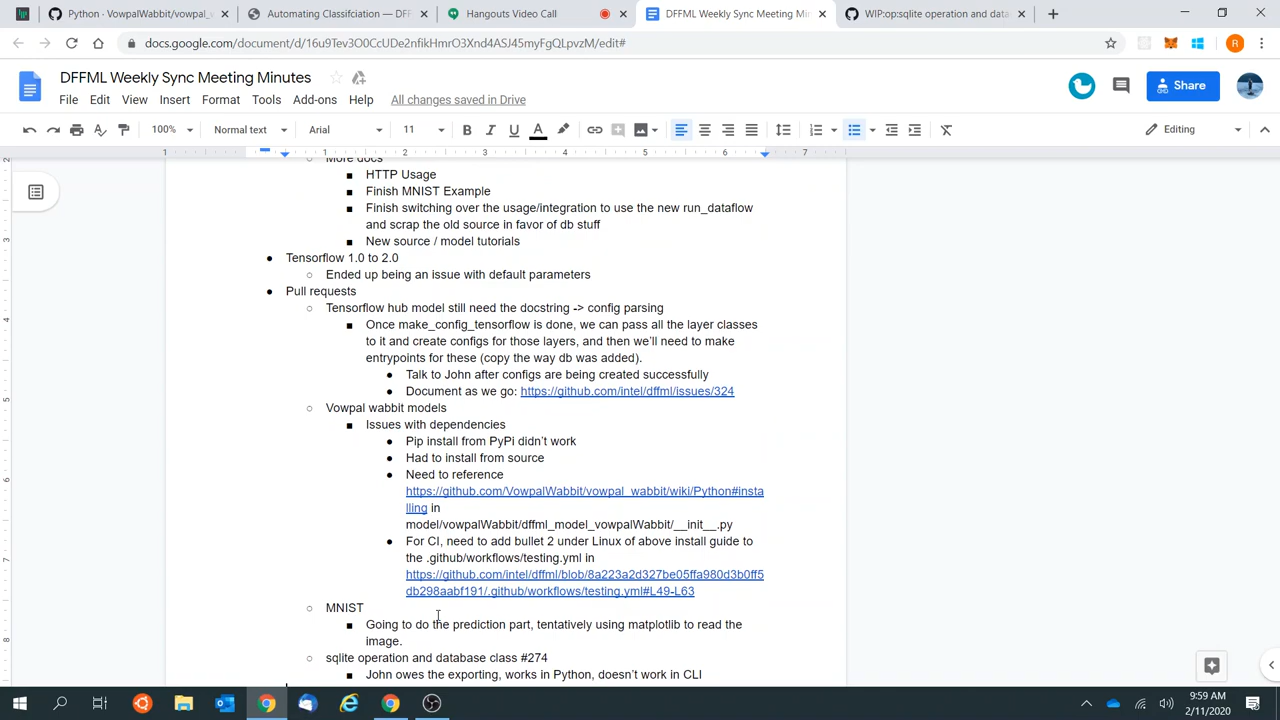 Python · VowpalWabbit/vowpal_v
Automating Classifciation — DFF
Hangouts Video Call
DFFML Weekly Sync Meeting Min
WIP:op:sqlite operation and data
docs.google.com/document/d/16u9Tev3O0CcUDe2nfikHmrO3Xnd4ASJ45myFgQLpvzM/edit#
DFFML Weekly Sync Meeting Minutes
File Edit View Insert Format Tools Add-ons Help All changes saved in Drive
Share
100% Normal text Arial 11 B I U A Editing
1 1 2 3 4 5 6 7
More docs
HTTP Usage
Finish MNIST Example
Finish switching over the usage/integration to use the new run_dataflow
and scrap the old source in favor of db stuff
New source / model tutorials
Tensorflow 1.0 to 2.0
Ended up being an issue with default parameters
Pull requests
Tensorflow hub model still need the docstring -> config parsing
Once make_config_tensorflow is done, we can pass all the layer classes
to it and create configs for those layers, and then we'll need to make
entrypoints for these (copy the way db was added).
Talk to John after configs are being created successfully
Document as we go: https://github.com/intel/dffml/issues/324
Vowpal wabbit models
Issues with dependencies
Pip install from PyPi didn't work
Had to install from source
Need to reference
https://github.com/VowpalWabbit/vowpal_wabbit/wiki/Python#insta
lling in
model/vowpalWabbit/dffml_model_vowpalWabbit/__init__.py
For CI, need to add bullet 2 under Linux of above install guide to
the .github/workflows/testing.yml in
https://github.com/intel/dffml/blob/8a223a2d327be05ffa980d3b0ff5
db298aabf191/.github/workflows/testing.yml#L49-L63
MNIST
Going to do the prediction part, tentatively using matplotlib to read the
image.
sqlite operation and database class #274
John owes the exporting, works in Python, doesn't work in CLI
9:59 AM
2/11/2020